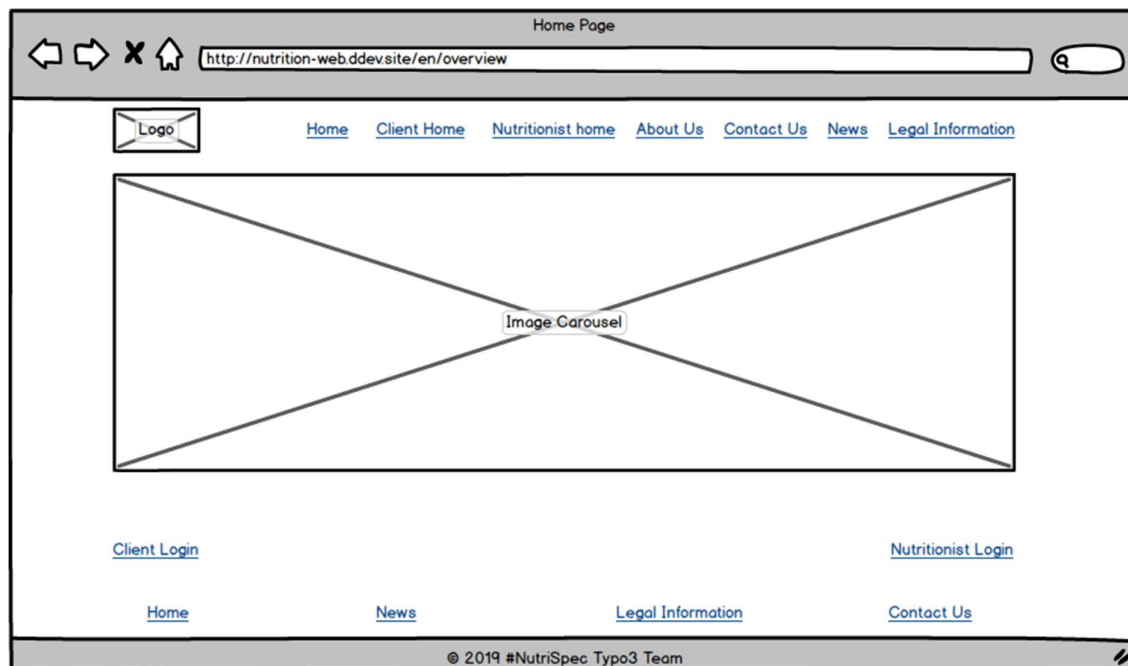 Home Page
http://nutrition-web.ddev.site/en/overview
Logo Home Client Home Nutritionist home About Us Contact Us News Legal Information
Image Carousel
Client Login Nutritionist Login
Home News Legal Information Contact Us
© 2019 #NutriSpec Typo3 Team